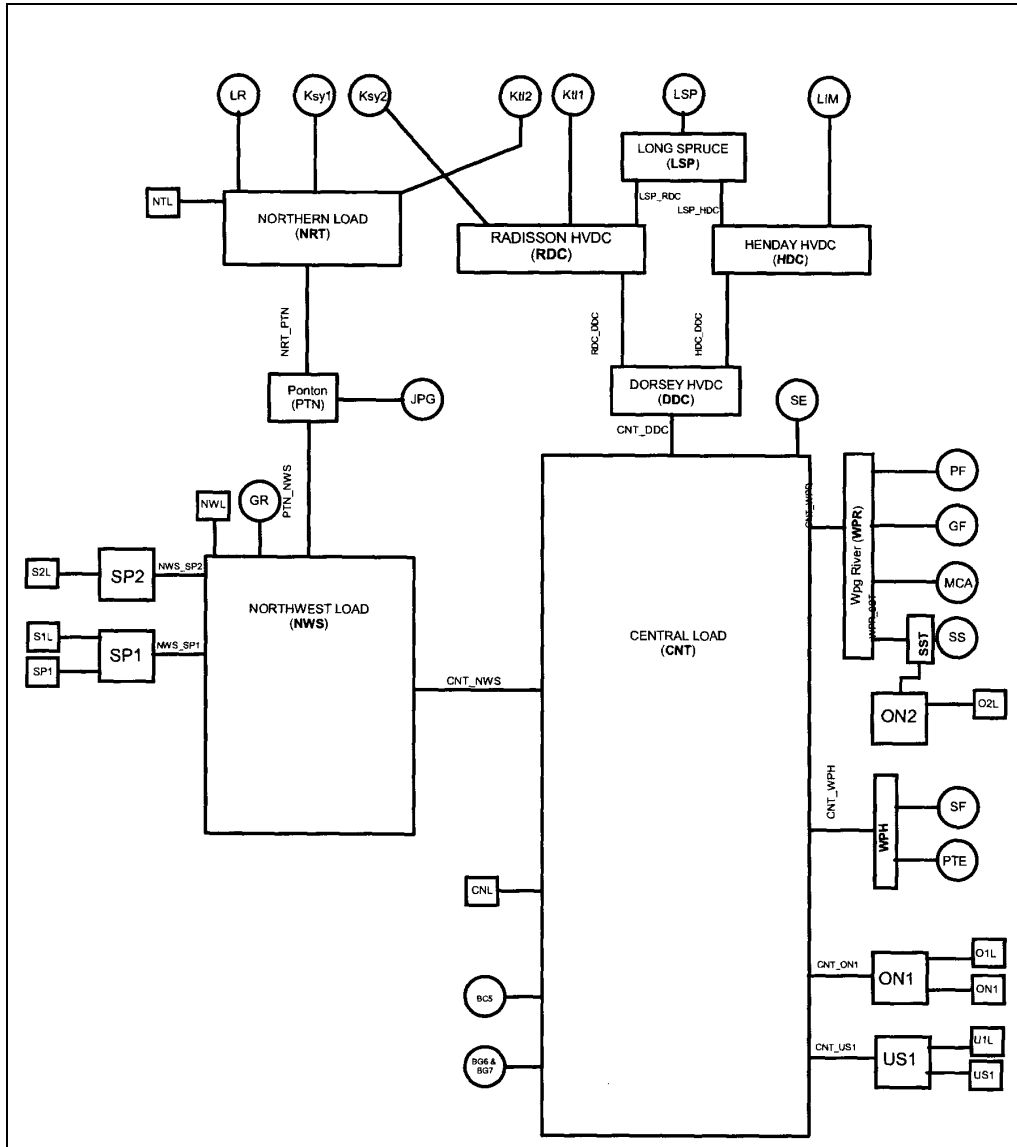 LR
Ksy1
Ksy2
Ktl2
Ktl1
LSP
LIM
LONG SPRUCE
(LSP)
LSP_RDC
LSP_HDC
NTL
NORTHERN LOAD
(NRT)
RADISSON HVDC
(RDC)
HENDAY HVDC
(HDC)
NRT_PTN
RDC_DDC
HDC_DDC
Ponton
(PTN)
JPG
DORSEY HVDC
(DDC)
SE
CNT_DDC
PTN_NWS
NWL
GR
CNT_WPR
Wpg River (WPR)
PF
GF
MCA
WPR_SST
SST
SS
ON2
O2L
S2L
SP2
NWS_SP2
S1L
SP1
SP1
NWS_SP1
NORTHWEST LOAD
(NWS)
CENTRAL LOAD
(CNT)
CNT_NWS
CNT_WPH
WPH
SF
PTE
CNL
BC5
BG6 &
BG7
CNT_ON1
ON1
O1L
ON1
CNT_US1
US1
U1L
US1